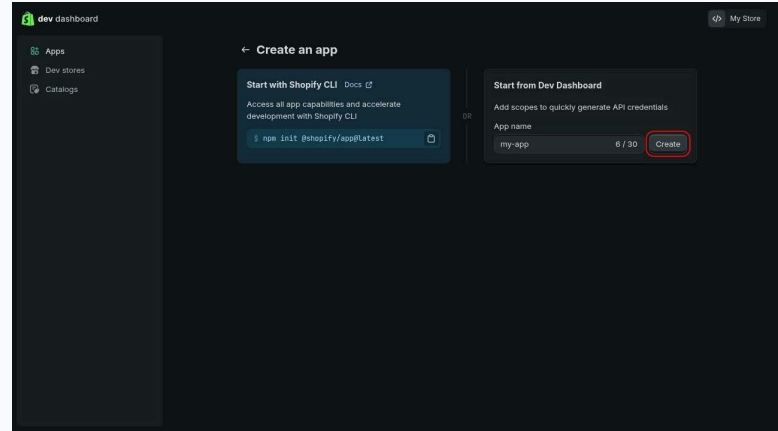 dev dashboard
My Store
Apps
Dev stores
Catalogs
← Create an app
Start with Shopify CLI Docs
Access all app capabilities and accelerate
development with Shopify CLI
$ npm init @shopify/app@latest
OR
Start from Dev Dashboard
Add scopes to quickly generate API credentials
App name
my-app 6 / 30 Create